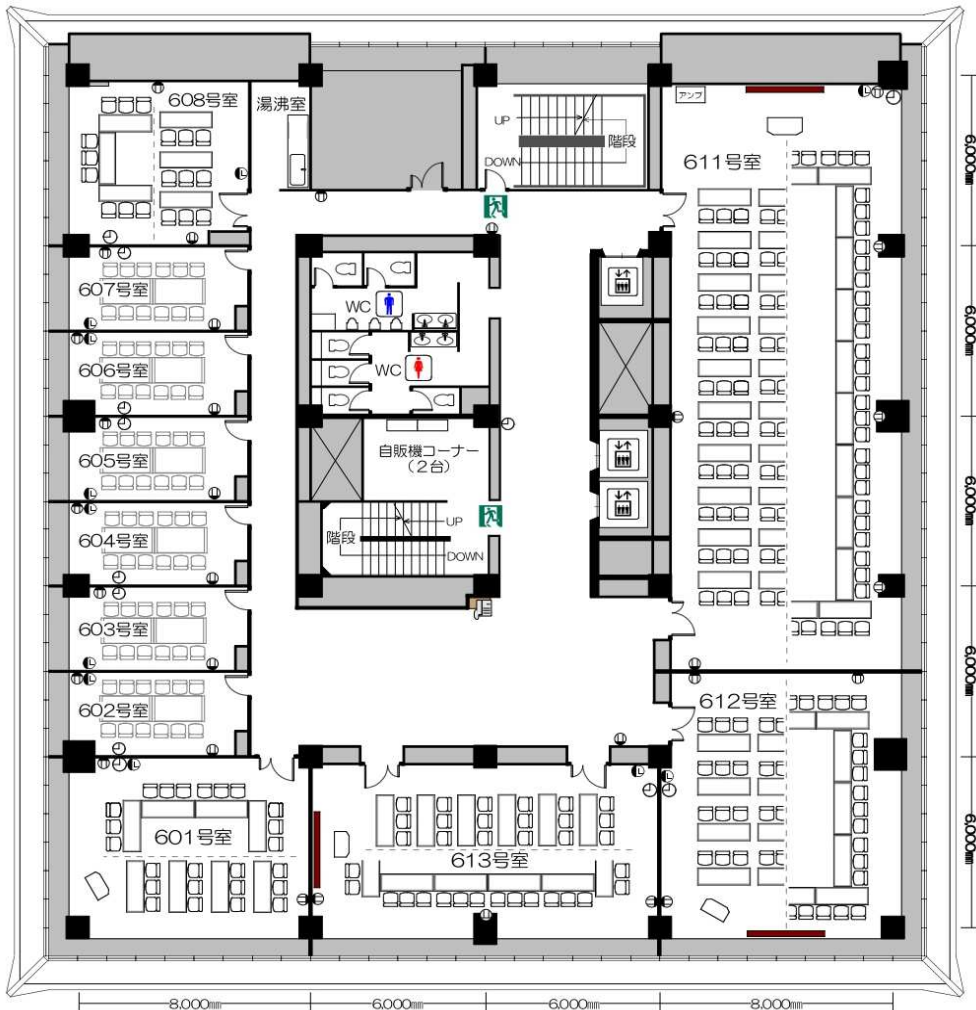 608号室
湯沸室
UP
階段
DOWN
アンプ
611号室
6,000㎜
607号室
WC
6,000㎜
606号室
WC
605号室
自販機コーナー
(2台)
6,000㎜
604号室
階段
UP
DOWN
603号室
6,000㎜
602号室
612号室
601号室
613号室
6,000㎜
8,000㎜
6,000㎜
6,000㎜
8,000㎜